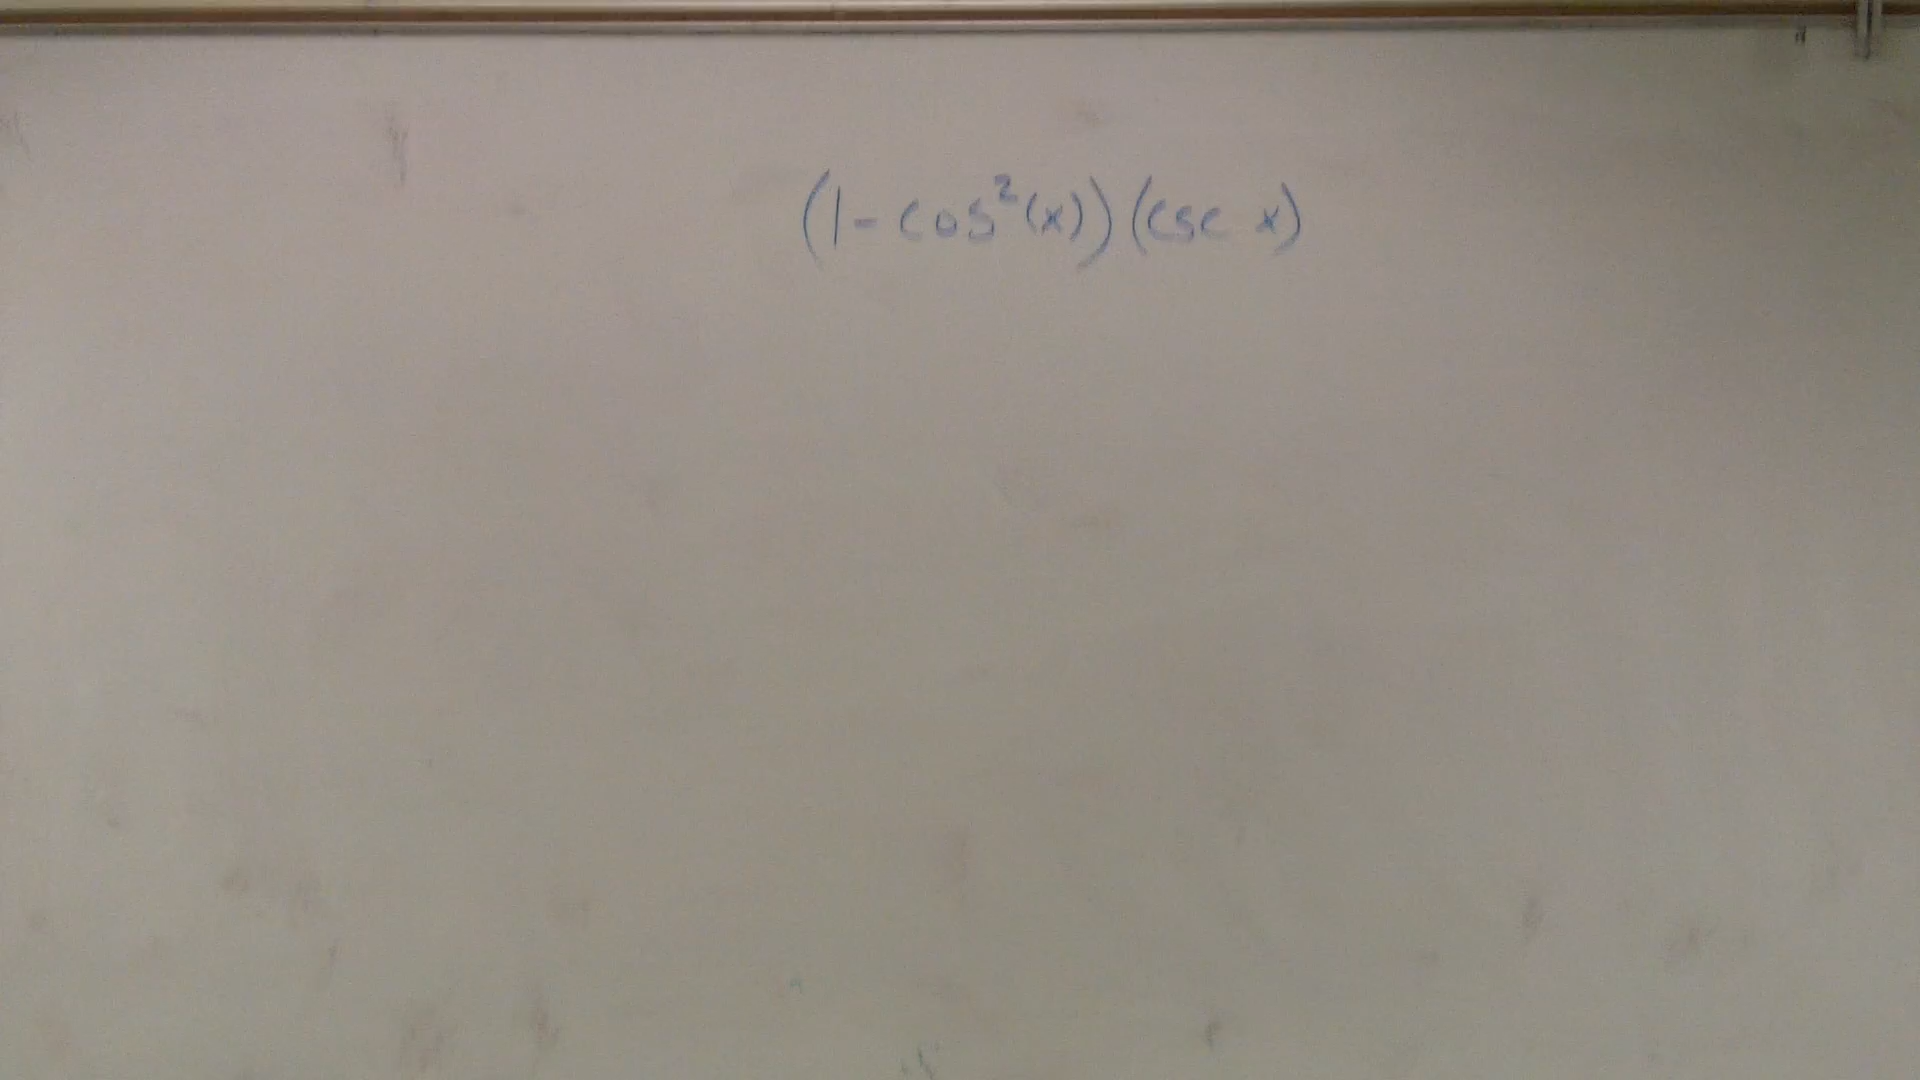 (1 - cos²(x))(csc x)